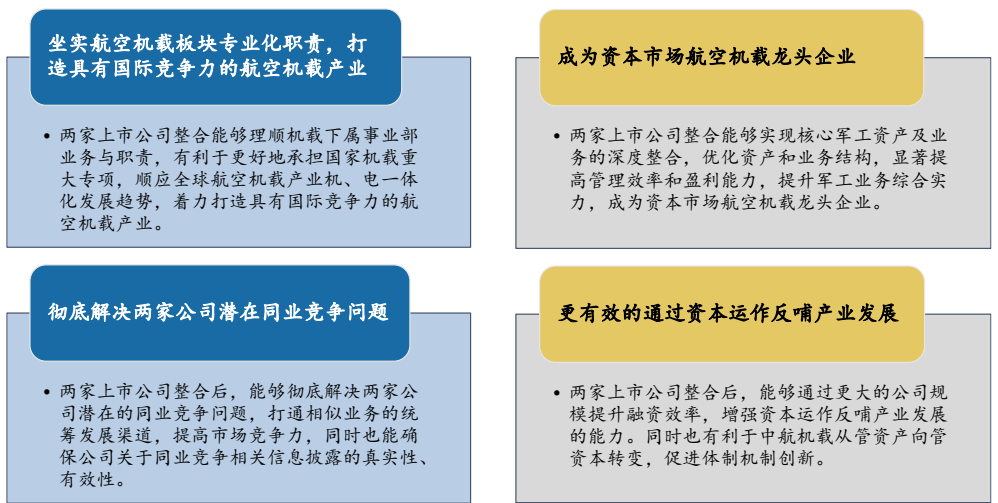 坐实航空机载板块专业化职责，打
造具有国际竞争力的航空机载产业
• 两家上市公司整合能够理顺机载下属事业部
业务与职责，有利于更好地承担国家机载重
大专项，顺应全球航空机载产业机、电一体
化发展趋势，着力打造具有国际竞争力的航
空机载产业。
成为资本市场航空机载龙头企业
• 两家上市公司整合能够实现核心军工资产及业
务的深度整合，优化资产和业务结构，显著提
高管理效率和盈利能力，提升军工业务综合实
力，成为资本市场航空机载龙头企业。
彻底解决两家公司潜在同业竞争问题
• 两家上市公司整合后，能够彻底解决两家公
司潜在的同业竞争问题，打通相似业务的统
筹发展渠道，提高市场竞争力，同时也能确
保公司关于同业竞争相关信息披露的真实性、
有效性。
更有效的通过资本运作反哺产业发展
• 两家上市公司整合后，能够通过更大的公司规
模提升融资效率，增强资本运作反哺产业发展
的能力。同时也有利于中航机载从管资产向管
资本转变，促进体制机制创新。